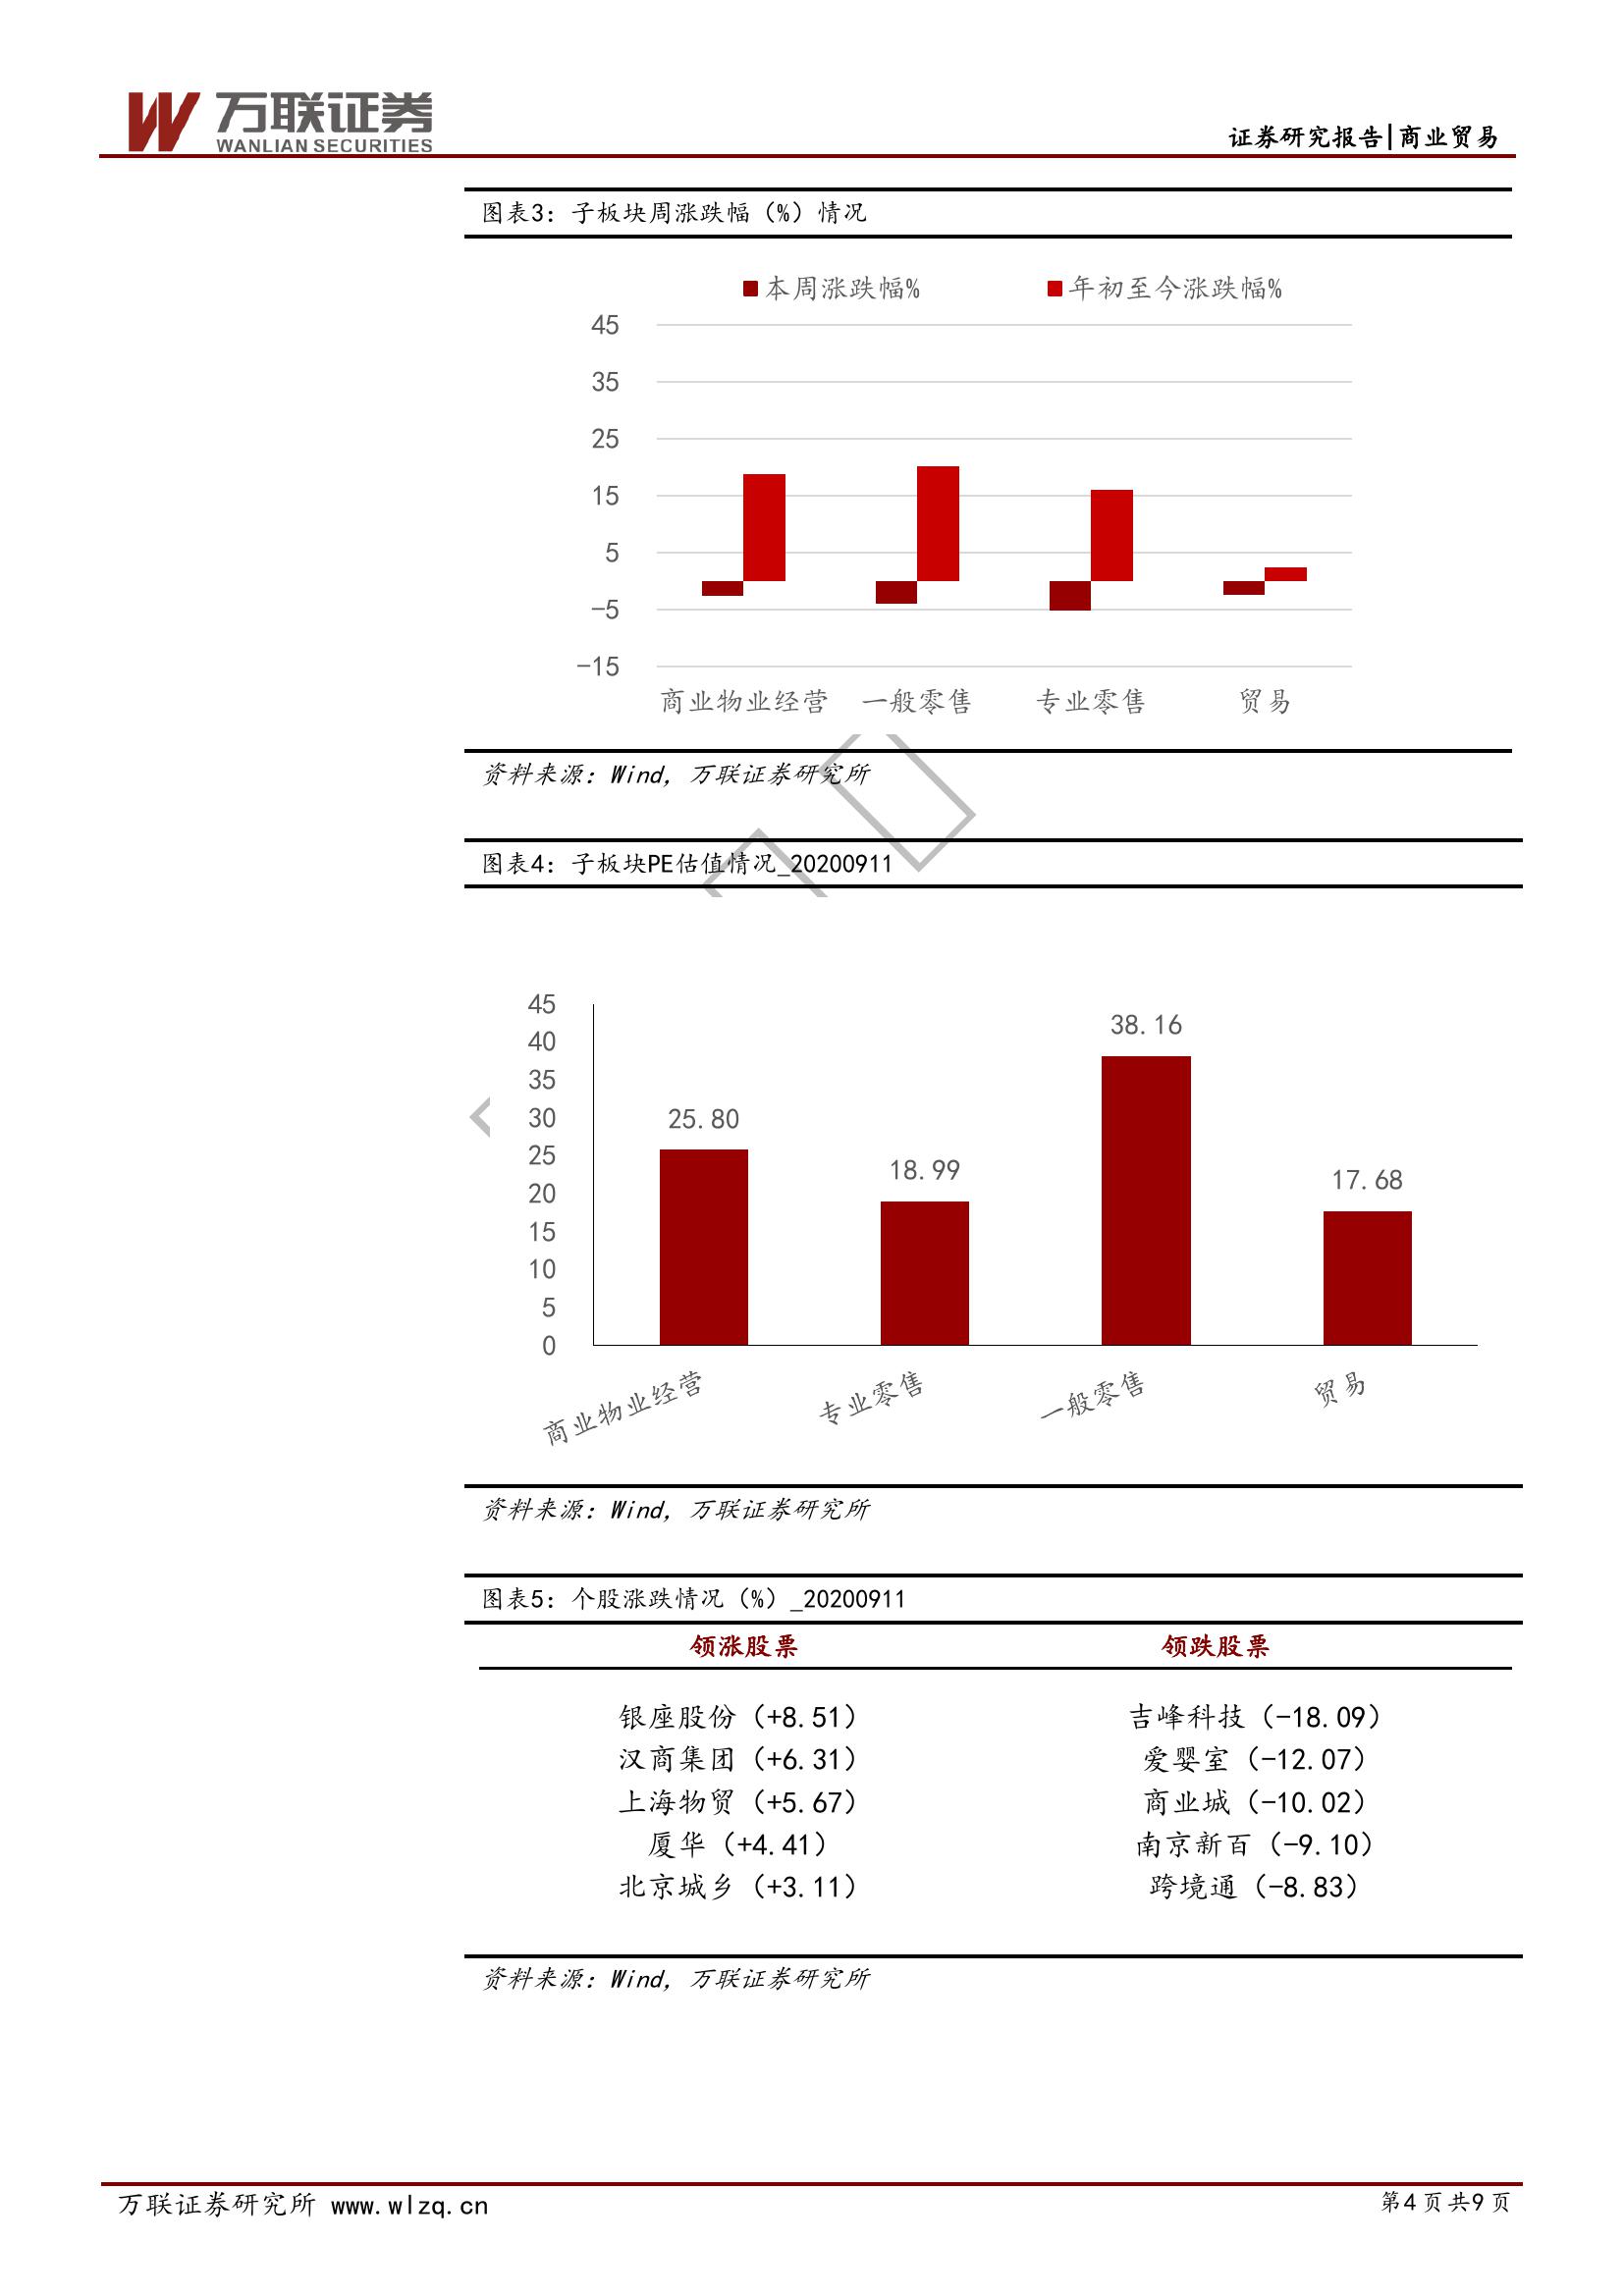 万联证券
WANLIAN SECURITIES
证券研究报告|商业贸易
图表3：子板块周涨跌幅（%）情况
本周涨跌幅% 年初至今涨跌幅%
45
35
25
15
5
-5
-15
商业物业经营 一般零售 专业零售 贸易
资料来源：Wind，万联证券研究所
图表4：子板块PE估值情况_20200911
45
40
35
30
25
20
15
10
5
0
25.80
18.99
38.16
17.68
商业物业经营 专业零售 一般零售 贸易
资料来源：Wind，万联证券研究所
图表5：个股涨跌情况（%）_20200911
领涨股票 领跌股票
银座股份（+8.51） 吉峰科技（-18.09）
汉商集团（+6.31） 爱婴室（-12.07）
上海物贸（+5.67） 商业城（-10.02）
厦华（+4.41） 南京新百（-9.10）
北京城乡（+3.11） 跨境通（-8.83）
资料来源：Wind，万联证券研究所
万联证券研究所 www.wlzq.cn 第4页共9页